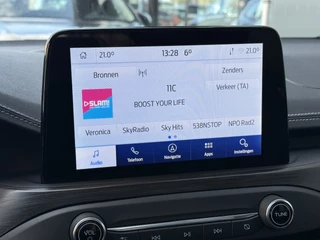 21.0° 13:28 6° 21.0°
Bronnen Zenders
11C Verkeer (TA)
SLAM!
BOOST YOUR LIFE
Veronica SkyRadio Sky Hits 538NSTOP NPO Rad2
Audio Telefoon Navigatie Apps Instellingen
VOL TUNE